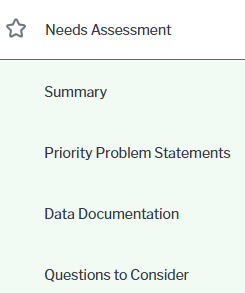 Needs Assessment
Summary
Priority Problem Statements
Data Documentation
Questions to Consider